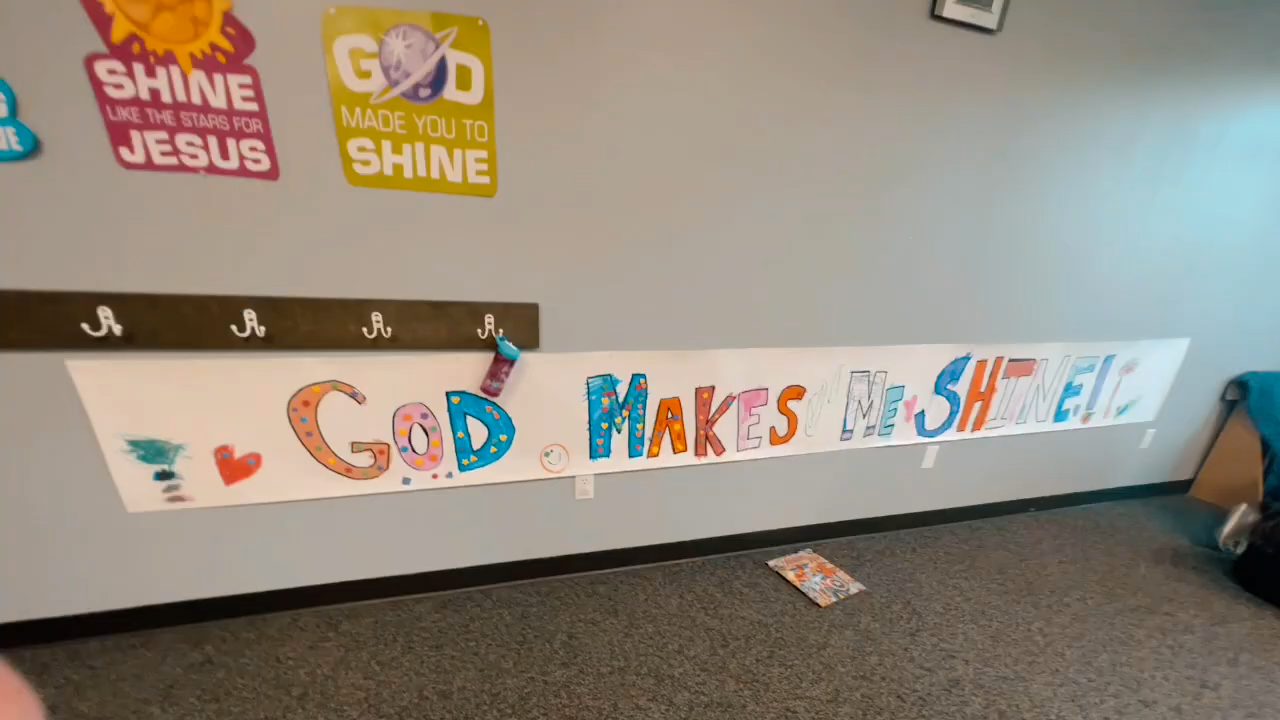 SHINE
LIKE THE STARS FOR
JESUS
GOD
MADE YOU TO
SHINE
GOD MAKES ME SHINE!!